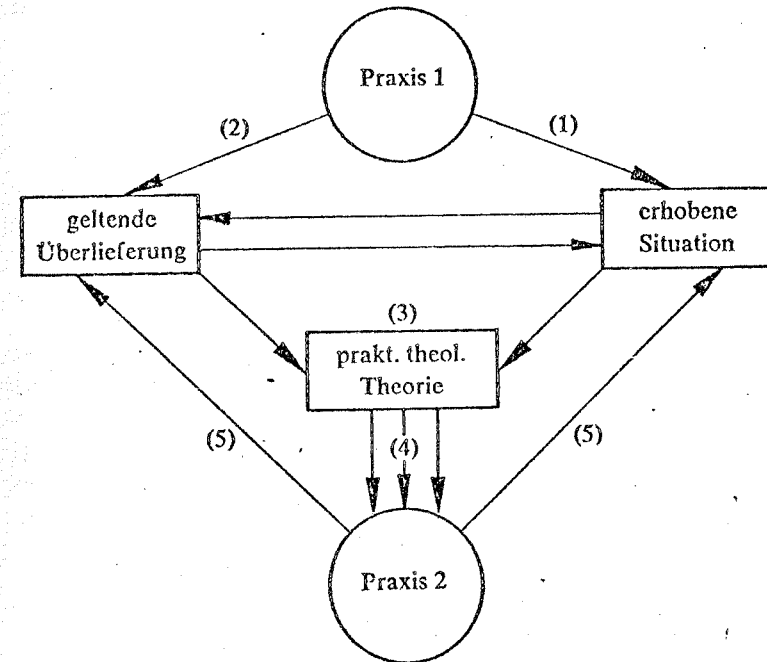 Praxis 1
(2)
(1)
geltende
Überlieferung
erhobene
Situation
(3)
prakt. theol.
Theorie
(5)
(4)
(5)
Praxis 2